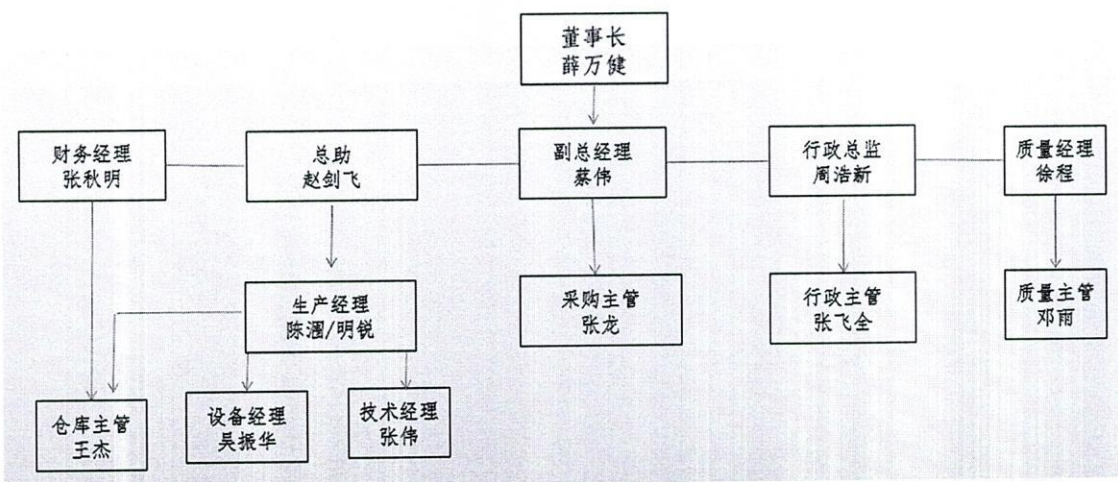 董事长
薛万健
财务经理
张秋明
总助
赵剑飞
副总经理
蔡伟
行政总监
周浩新
质量经理
徐程
生产经理
陈涠/明锐
采购主管
张龙
行政主管
张飞全
质量主管
邓雨
仓库主管
王杰
设备经理
吴振华
技术经理
张伟